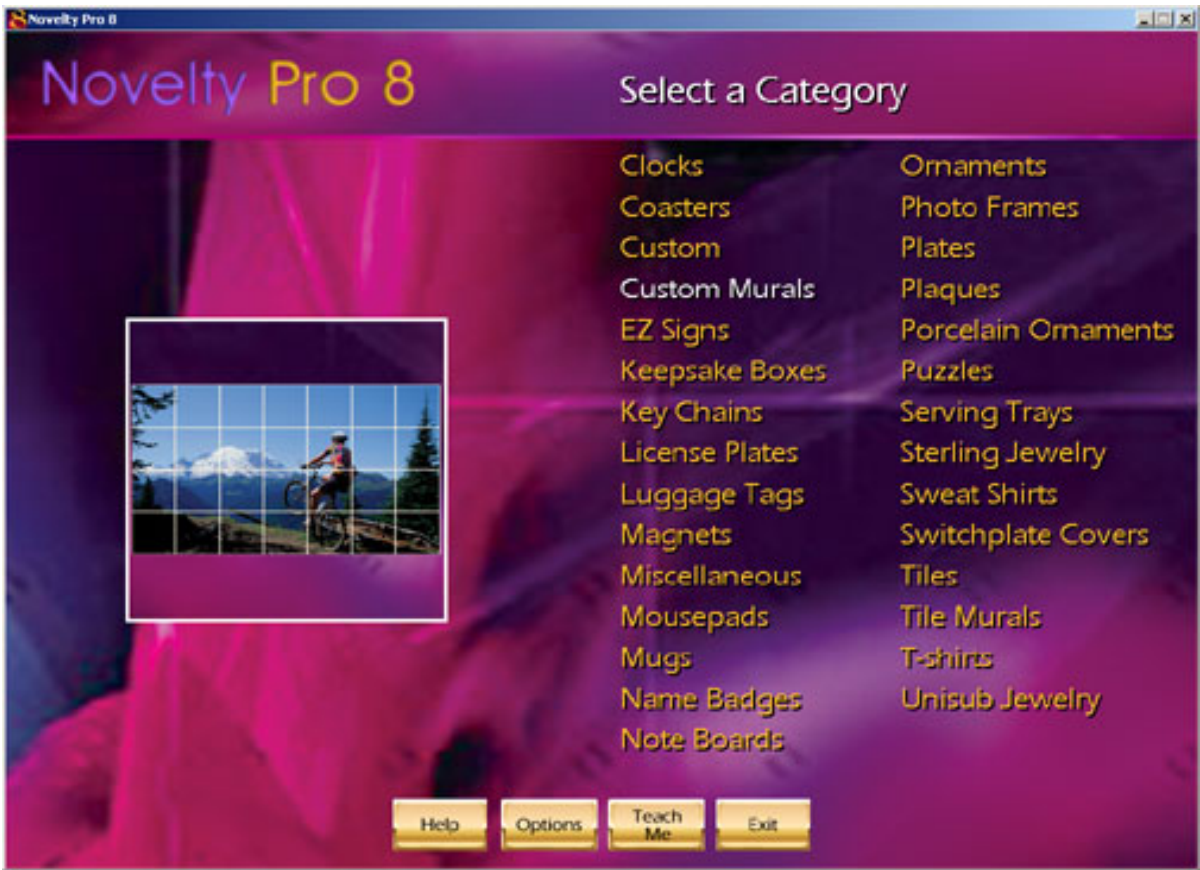 Novelty Pro 8
Novelty Pro 8
Select a Category
Clocks
Coasters
Custom
Custom Murals
EZ Signs
Keepsake Boxes
Key Chains
License Plates
Luggage Tags
Magnets
Miscellaneous
Mousepads
Mugs
Name Badges
Note Boards
Ornaments
Photo Frames
Plates
Plaques
Porcelain Ornaments
Puzzles
Serving Trays
Sterling Jewelry
Sweat Shirts
Switchplate Covers
Tiles
Tile Murals
T-shirts
Unisub Jewelry
Help
Options
Teach
Me
Exit